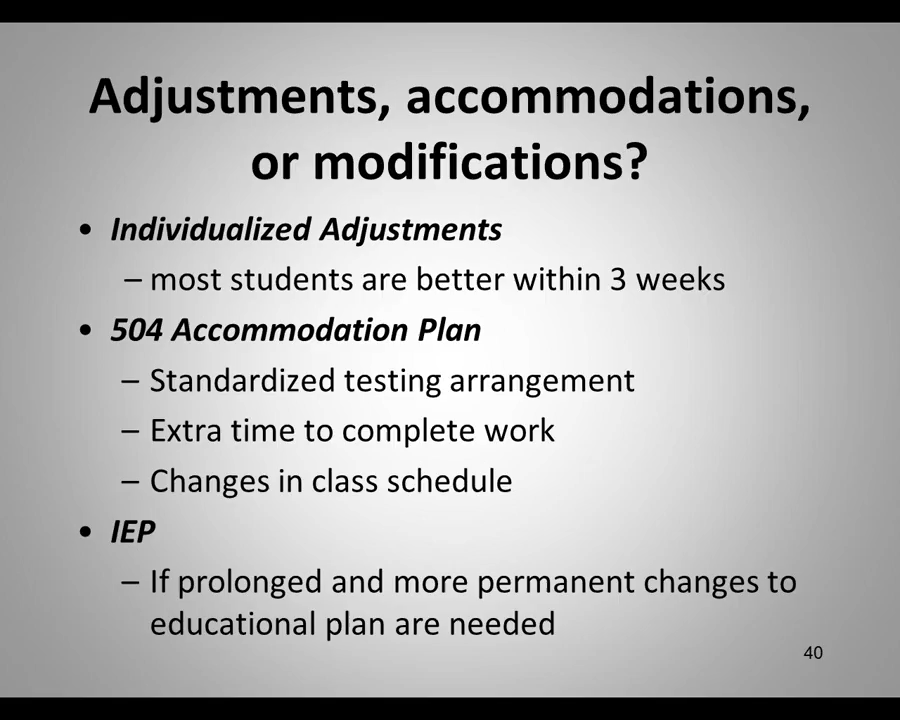 Adjustments, accommodations,
or modifications?
• Individualized Adjustments
– most students are better within 3 weeks
• 504 Accommodation Plan
– Standardized testing arrangement
– Extra time to complete work
– Changes in class schedule
• IEP
– If prolonged and more permanent changes to
educational plan are needed
40